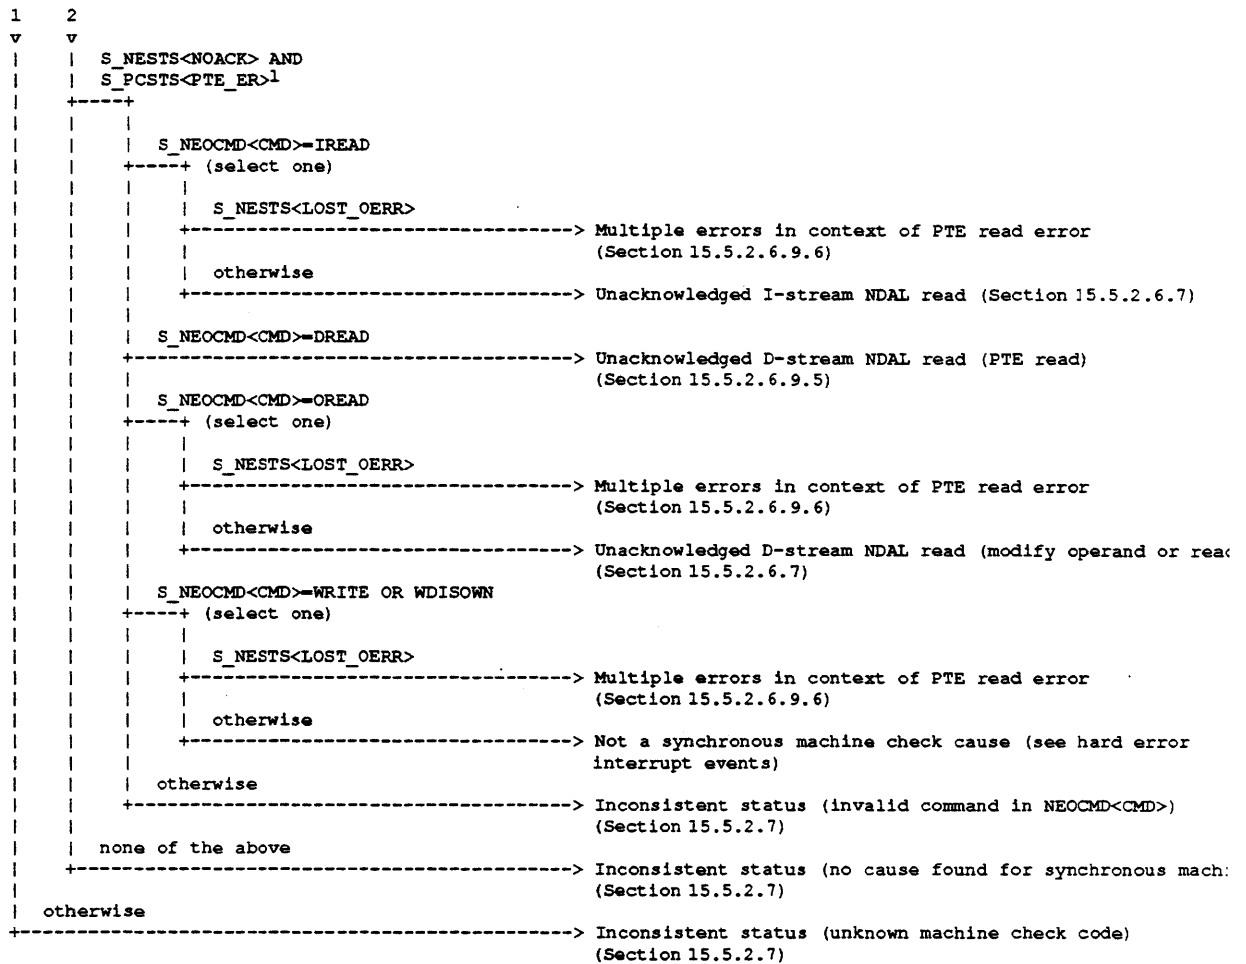 1 2
S_NESTS<NOACK> AND
S_PCSTS<PTE_ER>1
S_NEOCMD<CMD>=IREAD
(select one)
S_NESTS<LOST_OERR>
Multiple errors in context of PTE read error
(Section 15.5.2.6.9.6)
otherwise
Unacknowledged I-stream NDAL read (Section 15.5.2.6.7)
S_NEOCMD<CMD>=DREAD
Unacknowledged D-stream NDAL read (PTE read)
(Section 15.5.2.6.9.5)
S_NEOCMD<CMD>=OREAD
(select one)
S_NESTS<LOST_OERR>
Multiple errors in context of PTE read error
(Section 15.5.2.6.9.6)
otherwise
Unacknowledged D-stream NDAL read (modify operand or
(Section 15.5.2.6.7)
S_NEOCMD<CMD>=WRITE OR WDISOWN
(select one)
S_NESTS<LOST_OERR>
Multiple errors in context of PTE read error
(Section 15.5.2.6.9.6)
otherwise
Not a synchronous machine check cause (see hard error
interrupt events)
otherwise
Inconsistent status (invalid command in NEOCMD<CMD>)
(Section 15.5.2.7)
none of the above
Inconsistent status (no cause found for synchronous
(Section 15.5.2.7)
otherwise
Inconsistent status (unknown machine check code)
(Section 15.5.2.7)